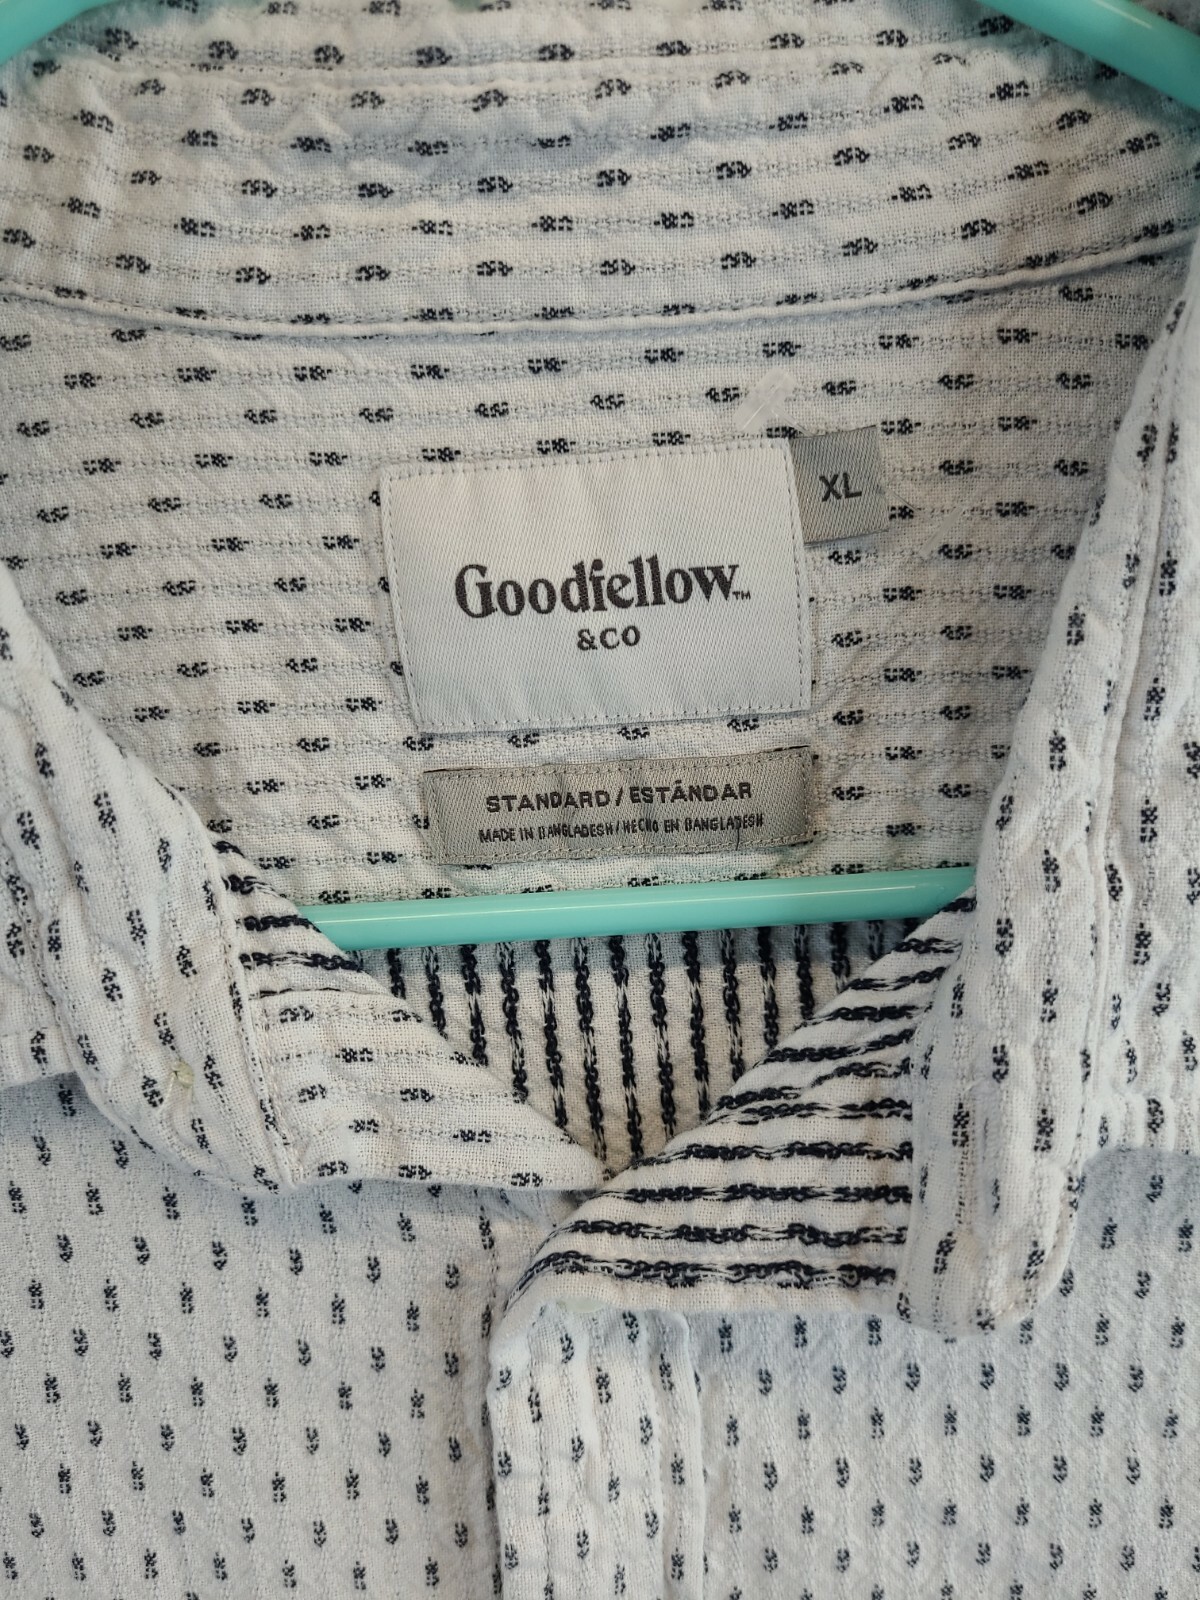 Goodfellow™
&CO
XL
STANDARD / ESTÁNDAR
MADE IN BANGLADESH / HECHO EN BANGLADESH